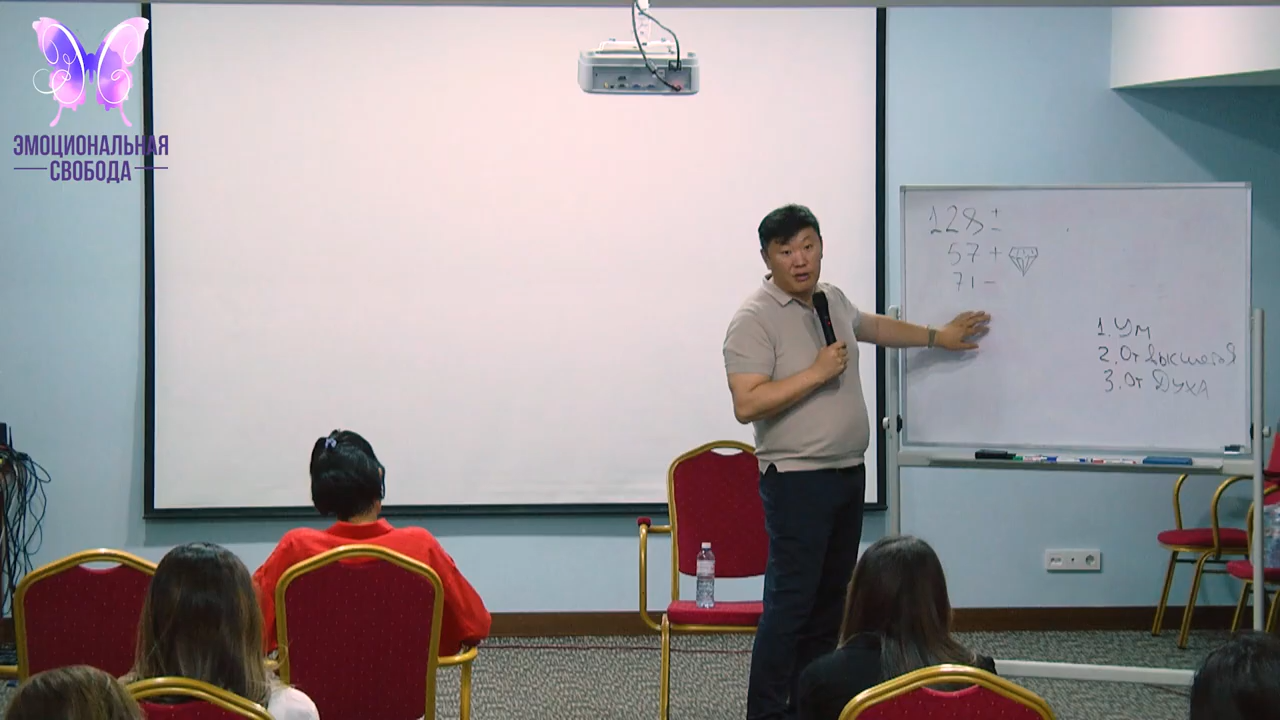 ЭМОЦИОНАЛЬНАЯ
СВОБОДА
128 ±
57 +
71 -
1. Ум
2. От высшего Я
3. От Духа